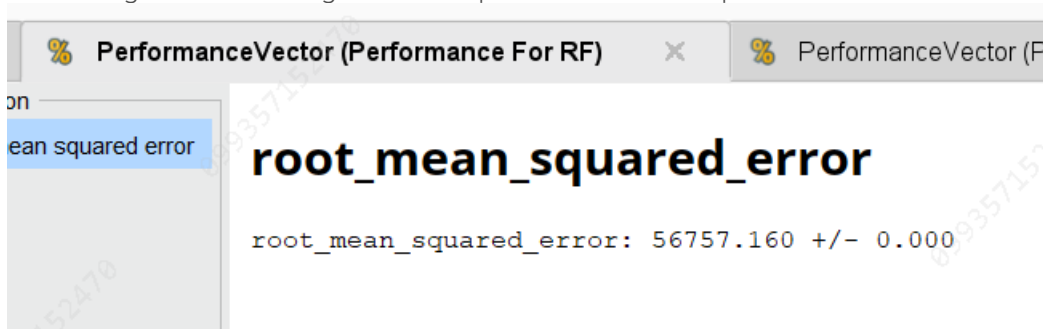 PerformanceVector (Performance For RF)
PerformanceVector (P
on
ean squared error
root_mean_squared_error
root_mean_squared_error: 56757.160 +/- 0.000